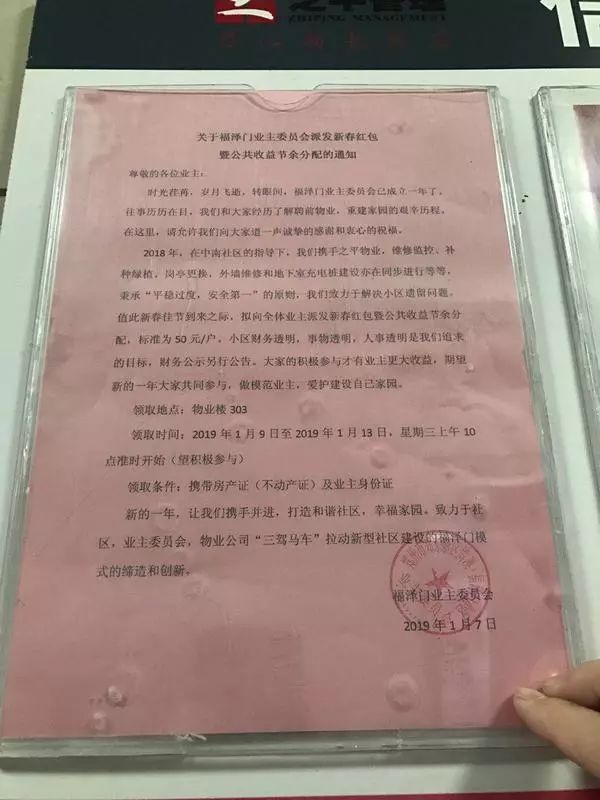 之平管理
ZHIPING MANAGEMENT
关于福泽门业主委员会派发新春红包
暨公共收益节余分配的通知
尊敬的各位业主：
时光荏苒，岁月飞逝，转眼间，福泽门业主委员会已成立一年了。
往事历历在目，我们和大家经历了解聘前物业，重建家园的艰辛历程。
在这里，请允许我们向大家道一声诚挚的感谢和衷心的祝福。
2018 年，在中南社区的指导下，我们携手之平物业，维修监控、补
种绿植、岗亭更换，外墙维修和地下室充电桩建设亦在同步进行等等，
秉承“平稳过度，安全第一”的原则，我们致力于解决小区遗留问题。
值此新春佳节到来之际，拟向全体业主派发新春红包暨公共收益节余分
配，标准为 50 元/户，小区财务透明，事物透明，人事透明是我们追求
的目标，财务公示另行公告。大家的积极参与才有业主更大收益，期望
新的一年大家共同参与，做模范业主，爱护建设自己家园。
领取地点：物业楼 303
领取时间：2019 年 1 月 9 日至 2019 年 1 月 13 日，星期三上午 10
点准时开始（望积极参与）
领取条件：携带房产证（不动产证）及业主身份证
新的一年，让我们携手并进，打造和谐社区，幸福家园。致力于社
区，业主委员会，物业公司“三驾马车”拉动新型社区建设的福泽门模
式的缔造和创新。
福泽门业主委员会
2019 年 1 月 7 日